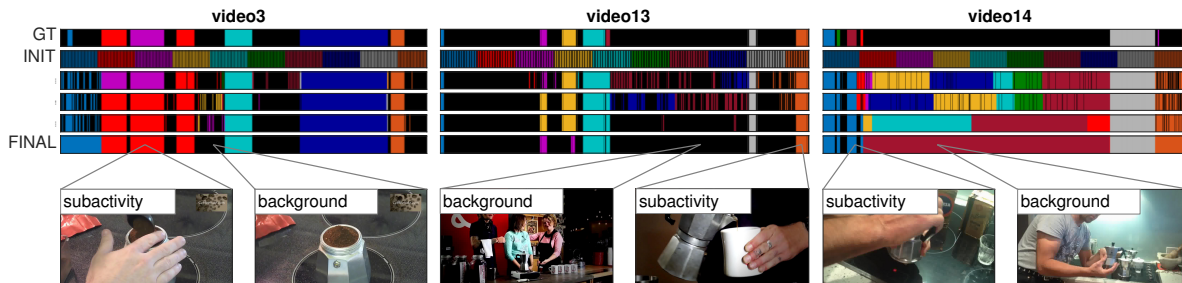 video3 video13 video14
GT
INIT
FINAL
subactivity background background subactivity subactivity background
&